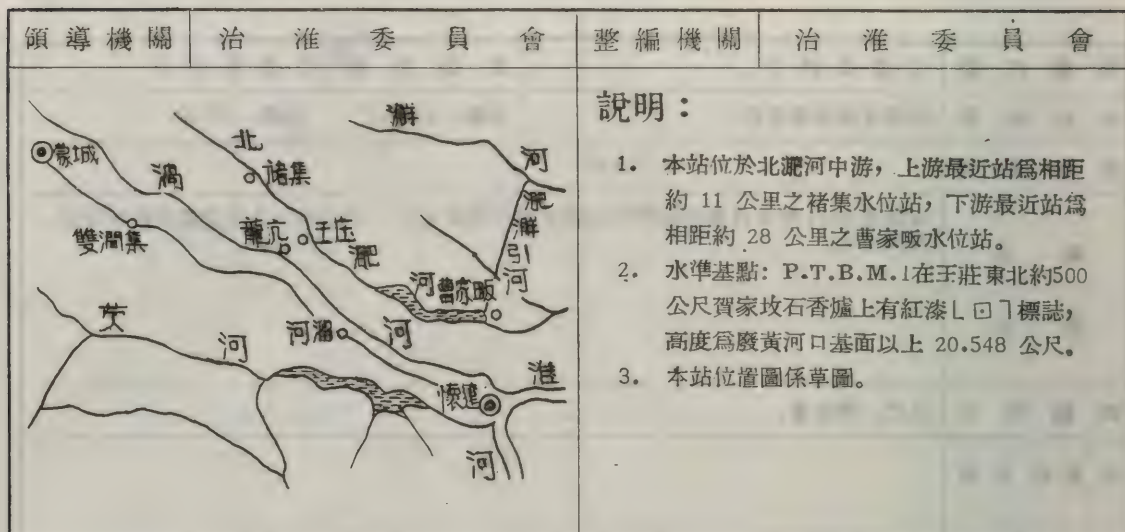 領導機關 治淮委員會 整編機關 治淮委員會
說明：
1. 本站位於北淝河中游，上游最近站爲相距
約 11 公里之褚集水位站，下游最近站爲
相距約 28 公里之曹家畈水位站。
2. 水準基點: P.T.B.M.1在王莊東北約500
公尺賀家坟石香爐上有紅漆乚回㇕標誌，
高度爲廢黃河口基面以上 20.548 公尺。
3. 本站位置圖係草圖。
澥
河
北
褚集
蒙城
渦
淝
澥
引
河
雙澗集
龍亢
王庄
淝
河
曹家畈
茨
河
河溜
河
淮
懷遠
河